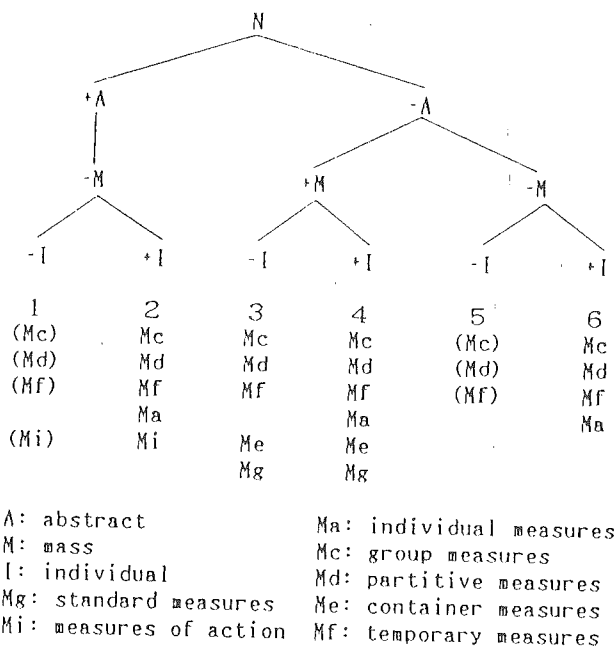 N
+A -A
-M +M -M
-I +I -I +I -I +I
1 2 3 4 5 6
(Mc) Mc Mc Mc (Mc) Mc
(Md) Md Md Md (Md) Md
(Mf) Mf Mf Mf (Mf) Mf
Ma Ma Ma
(Mi) Mi Me Me
Mg Mg
A: abstract
M: mass
I: individual
Mg: standard measures
Mi: measures of action
Ma: individual measures
Mc: group measures
Md: partitive measures
Me: container measures
Mf: temporary measures